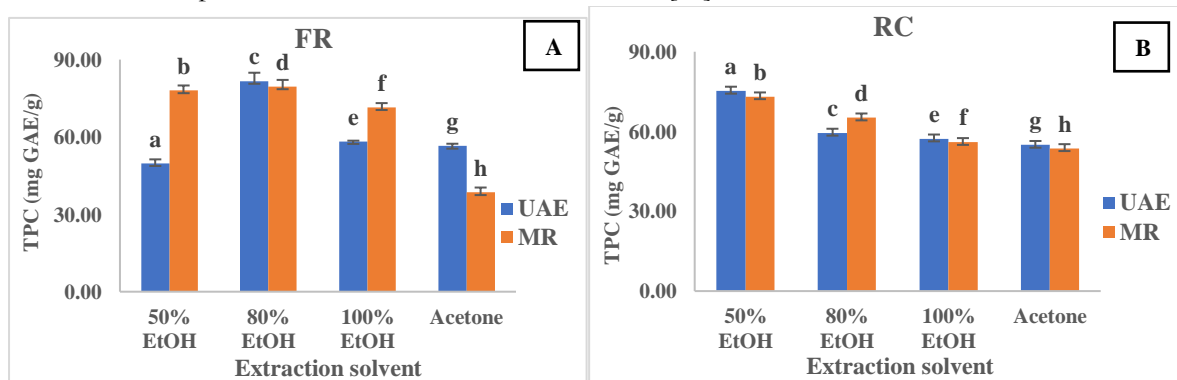 FR
A
TPC (mg GAE/g)
90.00
60.00
30.00
0.00
a
b
c
d
e
f
g
h
UAE
MR
50% EtOH
80% EtOH
100% EtOH
Acetone
Extraction solvent
RC
B
TPC (mg GAE/g)
90.00
60.00
30.00
0.00
a
b
c
d
e
f
g
h
UAE
MR
50% EtOH
80% EtOH
100% EtOH
Acetone
Extraction solvent